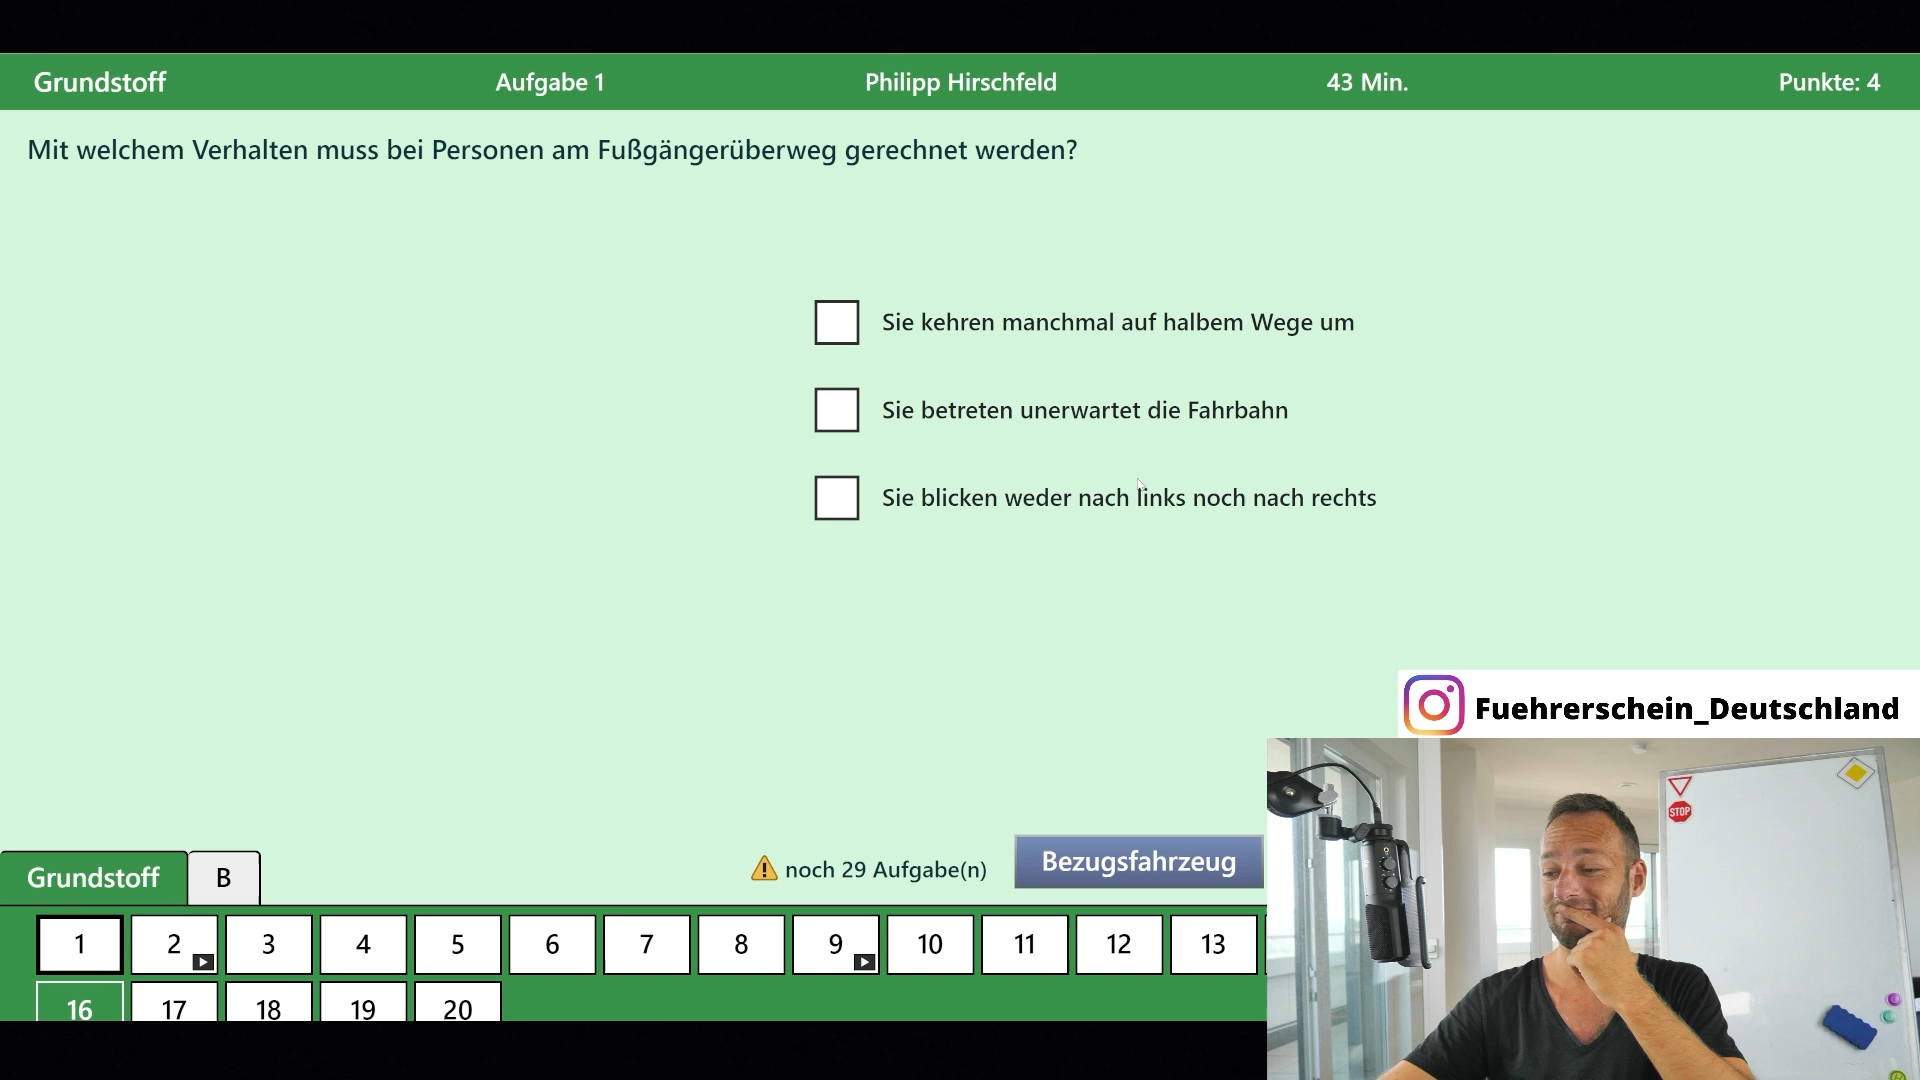 Grundstoff Aufgabe 1 Philipp Hirschfeld 43 Min. Punkte: 4
Mit welchem Verhalten muss bei Personen am Fußgängerüberweg gerechnet werden?
Sie kehren manchmal auf halbem Wege um
Sie betreten unerwartet die Fahrbahn
Sie blicken weder nach links noch nach rechts
Fuehrerschein_Deutschland
STOP
Grundstoff B
noch 29 Aufgabe(n)
Bezugsfahrzeug
1 2 3 4 5 6 7 8 9 10 11 12 13
16 17 18 19 20